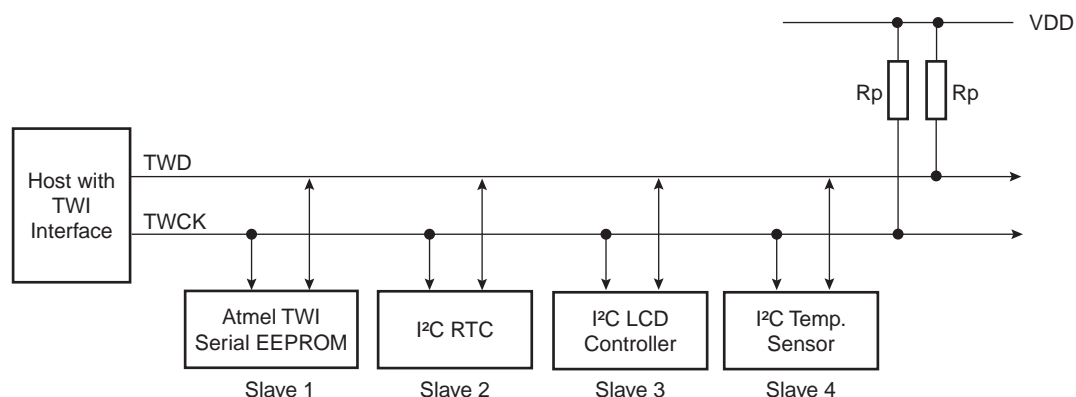 VDD
Rp
Rp
Host with
TWI
Interface
TWD
TWCK
Atmel TWI
Serial EEPROM
I²C RTC
I²C LCD
Controller
I²C Temp.
Sensor
Slave 1
Slave 2
Slave 3
Slave 4